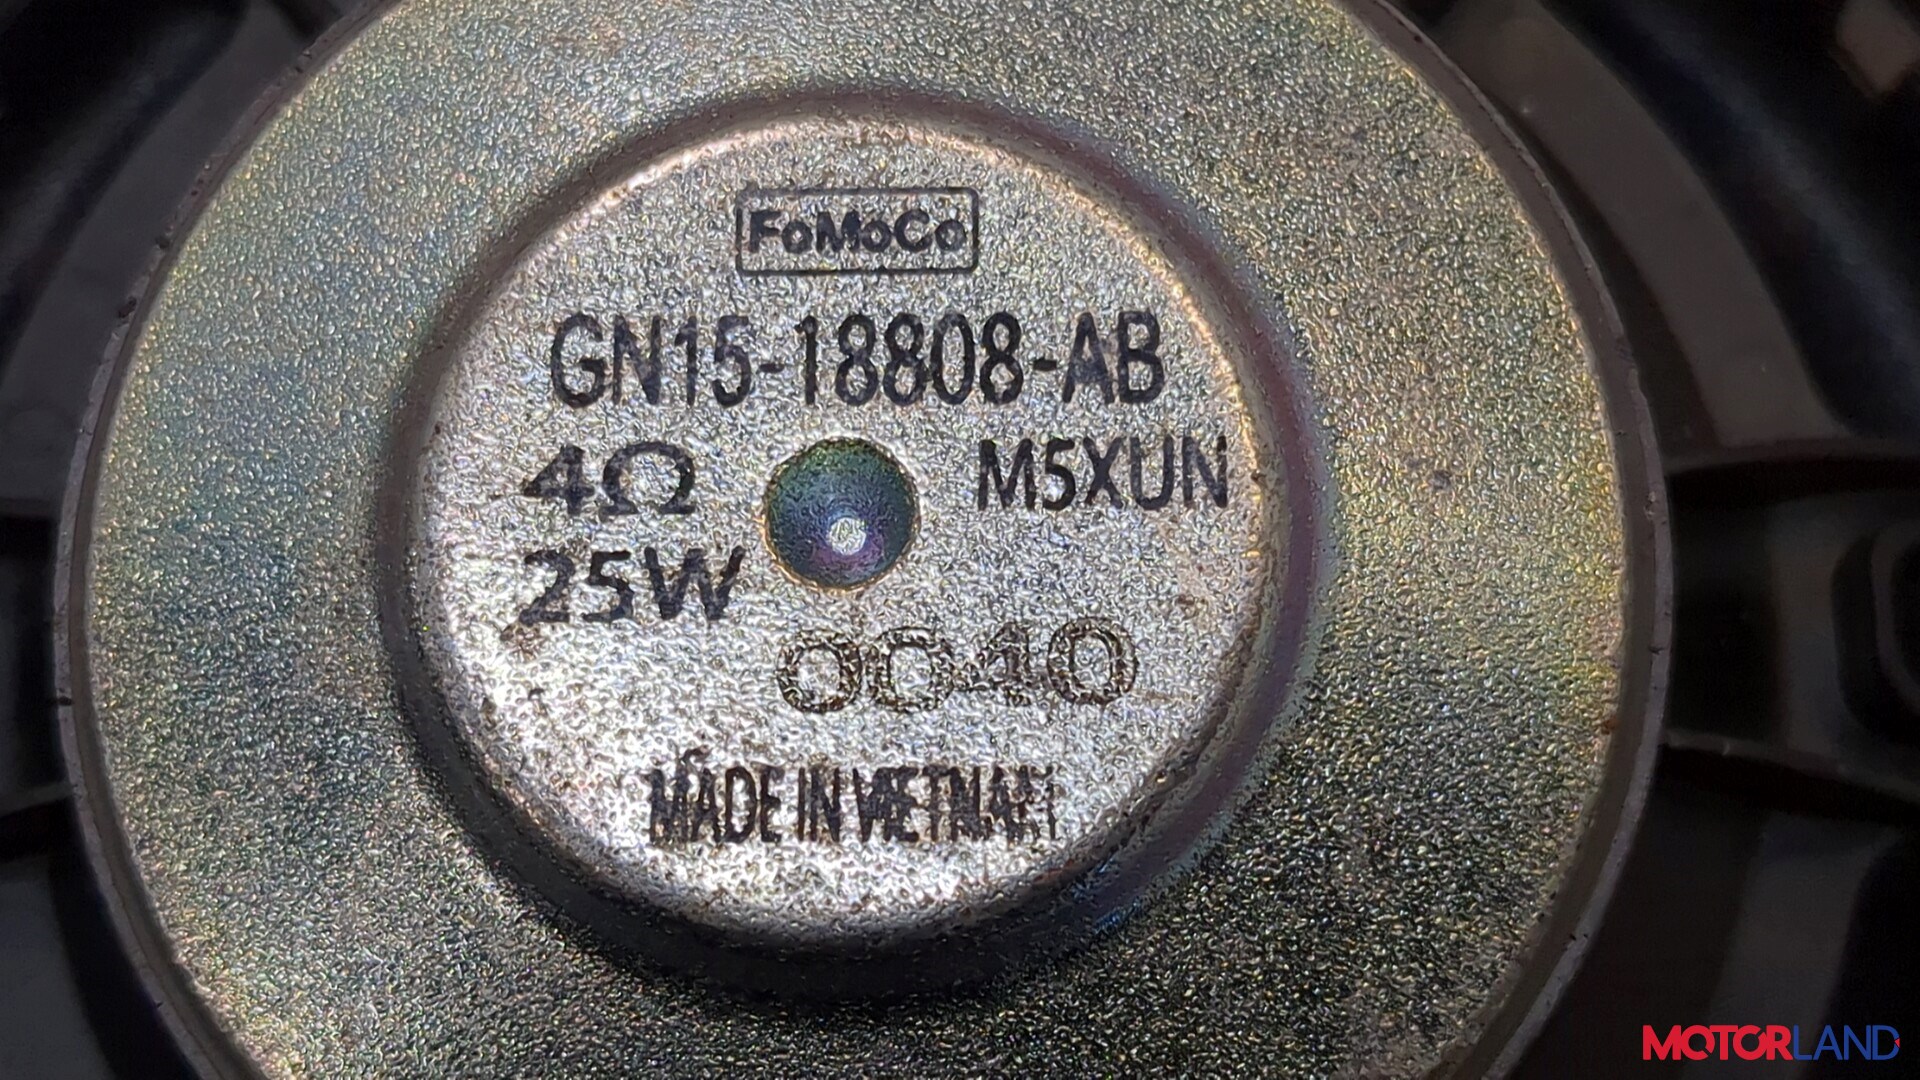 FoMoCo
GN15-18808-AB
4Ω M5XUN
25W
0040
MADE IN VIETNAM
MOTORLAND